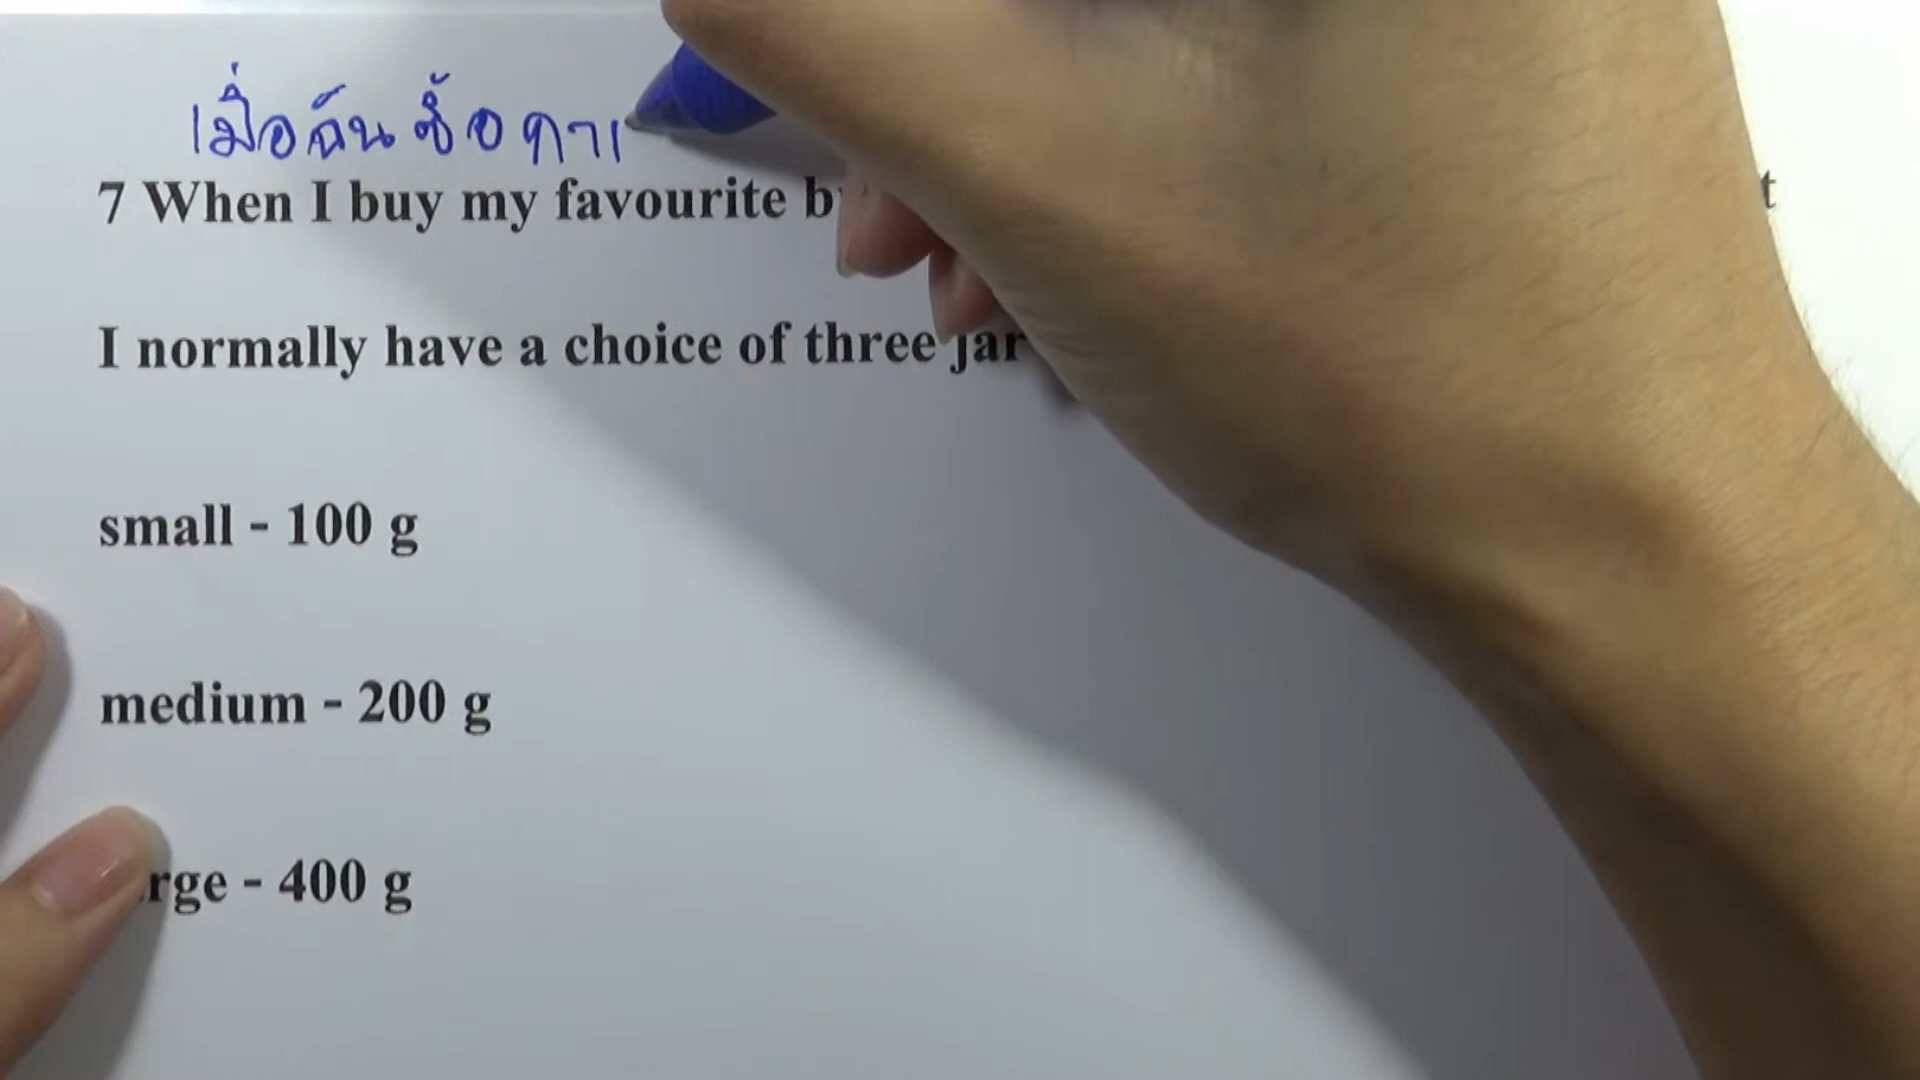 เมื่อฉันซื้อกา
7 When I buy my favourite
I normally have a choice of three jar
small - 100 g
medium - 200 g
rge - 400 g